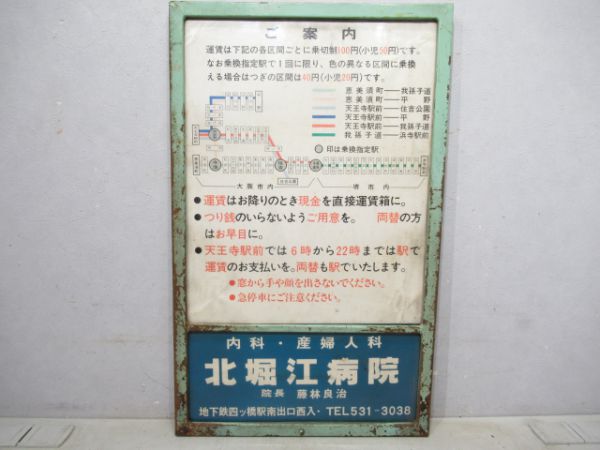 ご案内
運賃は下記の各区間ごとに乗切制100円(小児50円)です。
なお乗換指定駅で1回に限り、色の異なる区間に乗換
える場合はつぎの区間は40円(小児20円)です。
恵美須町――我孫子道
恵美須町――平野
天王寺駅前――住吉公園
天王寺駅前――平野
天王寺駅前――我孫子道
我孫子道――浜寺駅前
印は乗換指定駅
大阪市内 堺市内
●運賃はお降りのとき現金を直接運賃箱に。
●つり銭のいらないようご用意を。 両替の方
はお早目に。
●天王寺駅前では6時から22時までは駅で
運賃のお支払いを。両替も駅でいたします。
●窓から手や顔を出さないでください。
●急停車にご注意ください。
内科・産婦人科
北堀江病院
院長 藤林良治
地下鉄四ッ橋駅南出口西入・TEL531-3038